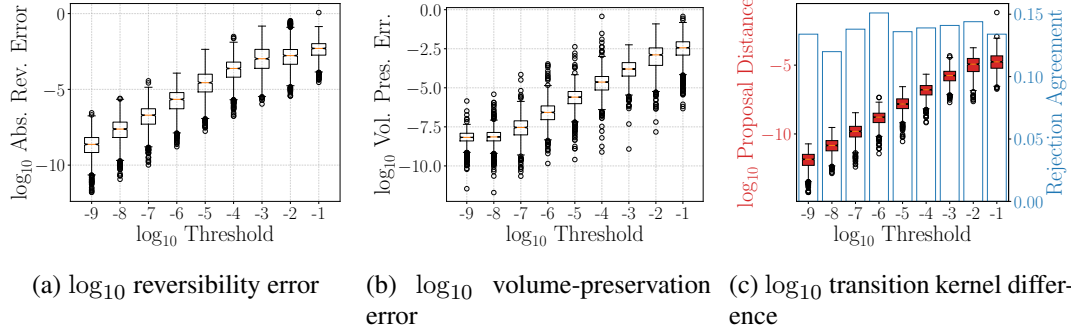 log10 Abs. Rev. Error
0
−5
−10
-9 -8 -7 -6 -5 -4 -3 -2 -1
log10 Threshold
(a) log10 reversibility error
log10 Vol. Pres. Err.
0.0
−2.5
−5.0
−7.5
−10.0
-9 -8 -7 -6 -5 -4 -3 -2 -1
log10 Threshold
(b) log10 volume-preservation
error
log10 Proposal Distance
−5
−10
0.15
0.10
0.05
0.00
Rejection Agreement
-9 -8 -7 -6 -5 -4 -3 -2 -1
log10 Threshold
(c) log10 transition kernel differ-
ence